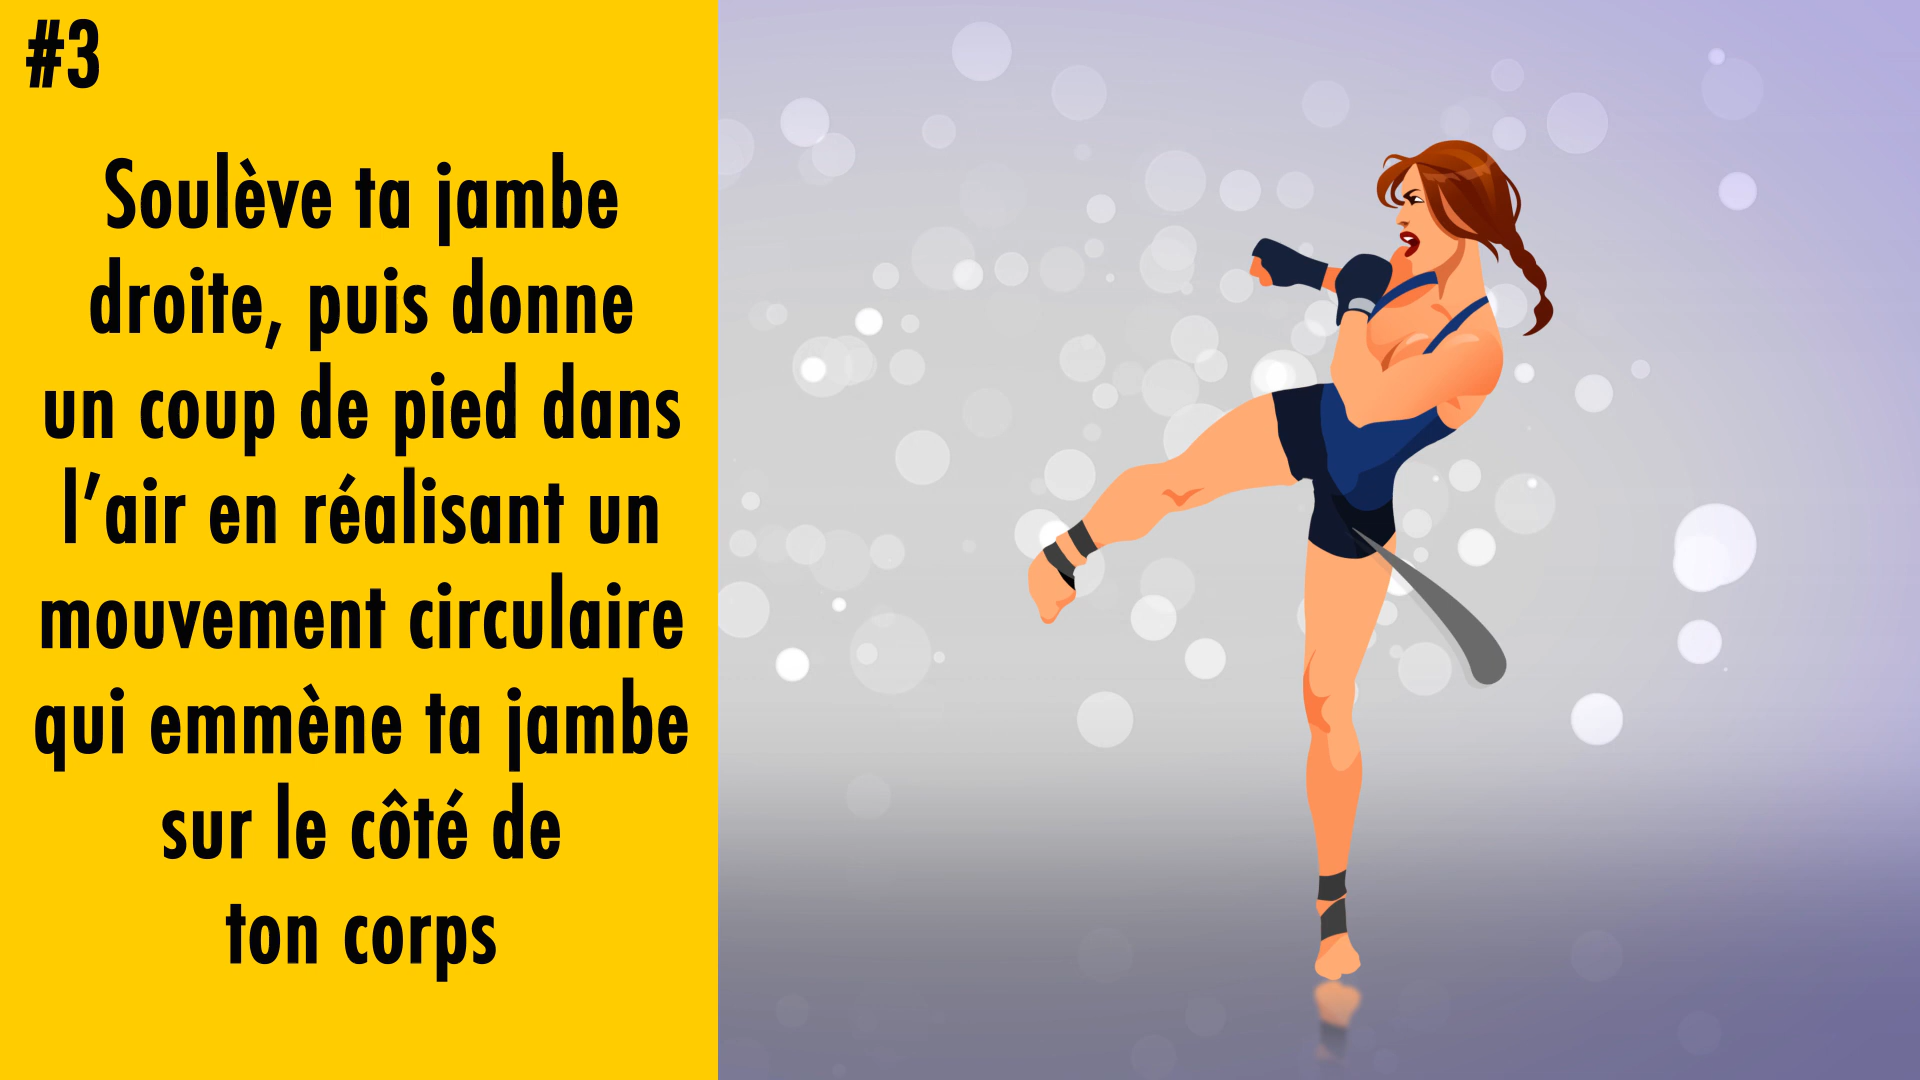 #3
Soulève ta jambe
droite, puis donne
un coup de pied dans
l’air en réalisant un
mouvement circulaire
qui emmène ta jambe
sur le côté de
ton corps